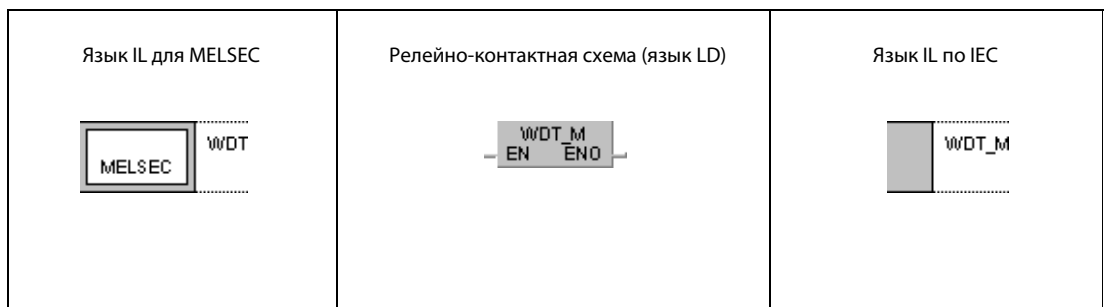 Язык IL для MELSEC
Релейно-контактная схема (язык LD)
Язык IL по IEC
MELSEC
WDT
WDT_M
EN ENO
WDT_M